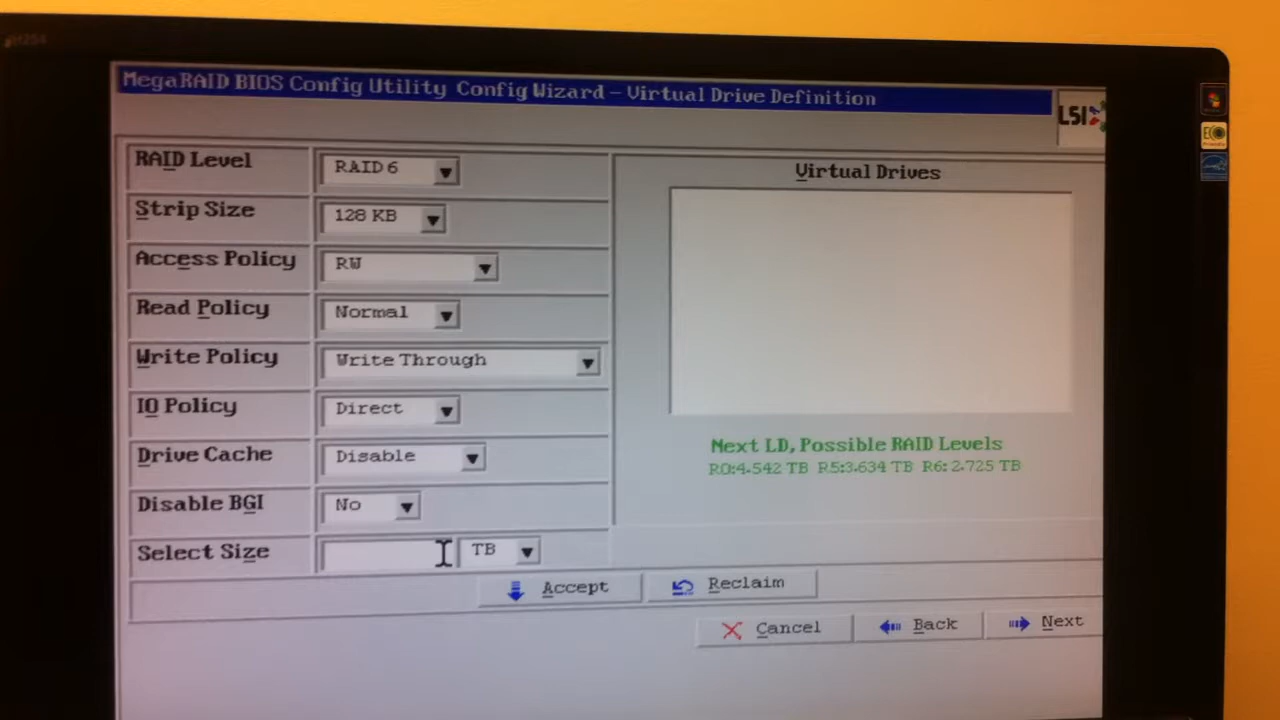 MegaRAID BIOS Config Utility Config Wizard – Virtual Drive Definition
LSI
RAID Level
RAID 6
Strip Size
128 KB
Access Policy
RW
Read Policy
Normal
Write Policy
Write Through
IO Policy
Direct
Drive Cache
Disable
Disable BGI
No
Select Size
TB
Virtual Drives
Next LD, Possible RAID Levels
R0:4.542 TB R5:3.634 TB R6: 2.725 TB
Accept
Reclaim
Cancel
Back
Next